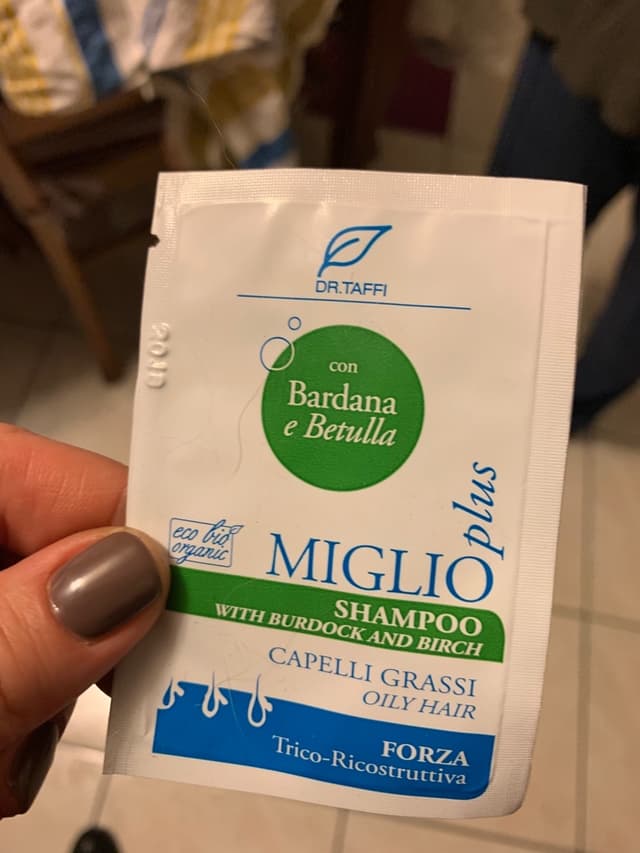 DR.TAFFI
con
Bardana
e Betulla
eco bio
organic
MIGLIO
plus
SHAMPOO
WITH BURDOCK AND BIRCH
CAPELLI GRASSI
OILY HAIR
FORZA
Trico-Ricostruttiva